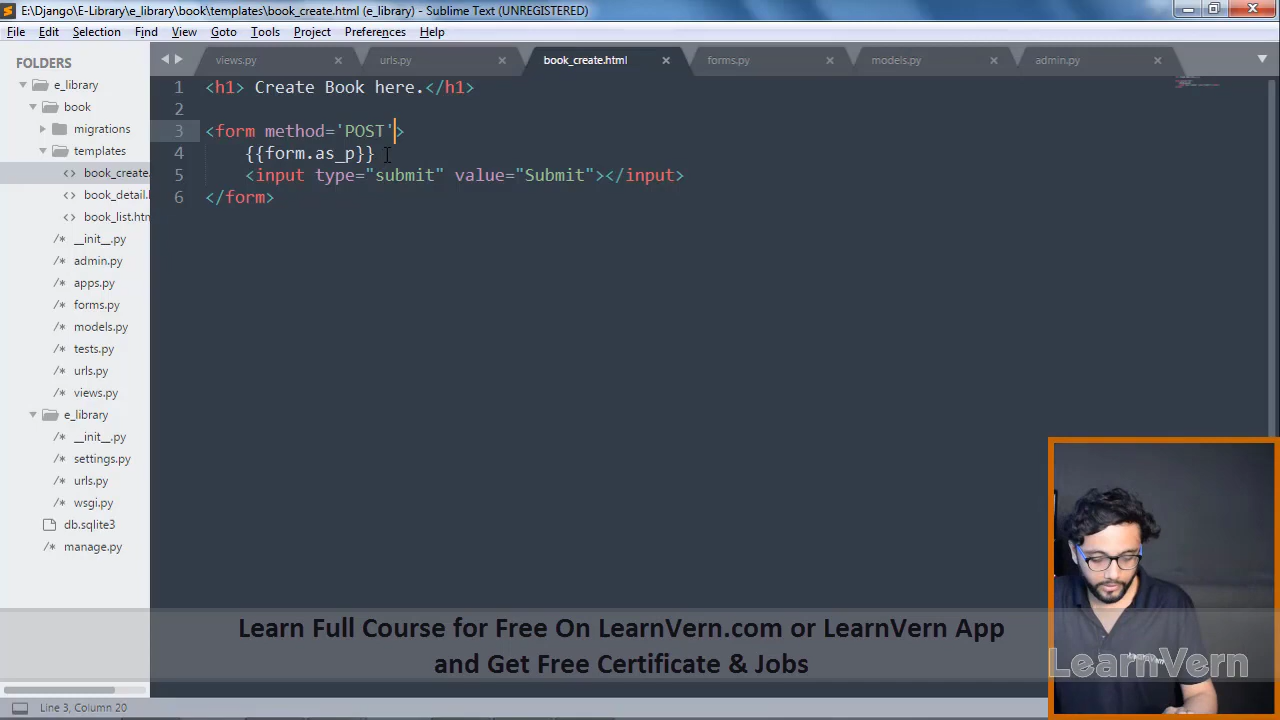 E:\Django\E-Library\e_library\book\templates\book_create.html (e_library) - Sublime Text (UNREGISTERED)
File Edit Selection Find View Goto Tools Project Preferences Help
FOLDERS
e_library
book
migrations
templates
book_create.
book_detail.h
book_list.htm
__init__.py
admin.py
apps.py
forms.py
models.py
tests.py
urls.py
views.py
e_library
__init__.py
settings.py
urls.py
wsgi.py
db.sqlite3
manage.py
views.py urls.py book_create.html forms.py models.py admin.py
1 <h1> Create Book here.</h1>
2
3 <form method='POST'>
4 {{form.as_p}}
5 <input type="submit" value="Submit"></input>
6 </form>
Learn Full Course for Free On LearnVern.com or LearnVern App
and Get Free Certificate & Jobs
LearnVern
Line 3, Column 20